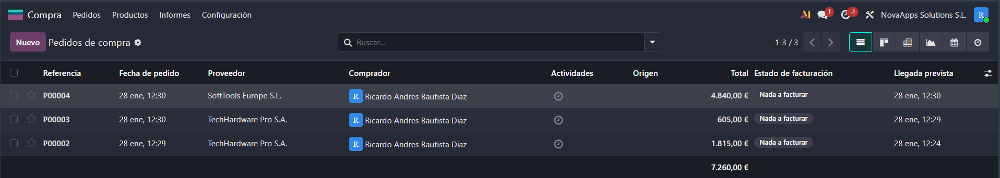 Compra Pedidos Productos Informes Configuración AI 1 -1 NovaApps Solutions S.L. R
Nuevo Pedidos de compra Buscar... 1-3 / 3
Referencia Fecha de pedido Proveedor Comprador Actividades Origen Total Estado de facturación Llegada prevista
P00004 28 ene, 12:30 SoftTools Europe S.L. R Ricardo Andres Bautista Diaz 4.840,00 € Nada a facturar 28 ene, 12:30
P00003 28 ene, 12:30 TechHardware Pro S.A. R Ricardo Andres Bautista Diaz 605,00 € Nada a facturar 28 ene, 12:29
P00002 28 ene, 12:29 TechHardware Pro S.A. R Ricardo Andres Bautista Diaz 1.815,00 € Nada a facturar 28 ene, 12:24
7.260,00 €